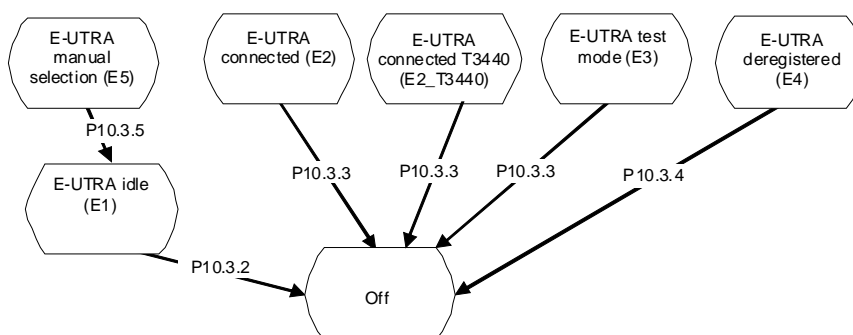 E-UTRA
manual
selection (E5)
E-UTRA
connected (E2)
E-UTRA
connected T3440
(E2_T3440)
E-UTRA test
mode (E3)
E-UTRA
deregistered
(E4)
P10.3.5
P10.3.3
P10.3.3
P10.3.3
P10.3.4
E-UTRA idle
(E1)
P10.3.2
Off